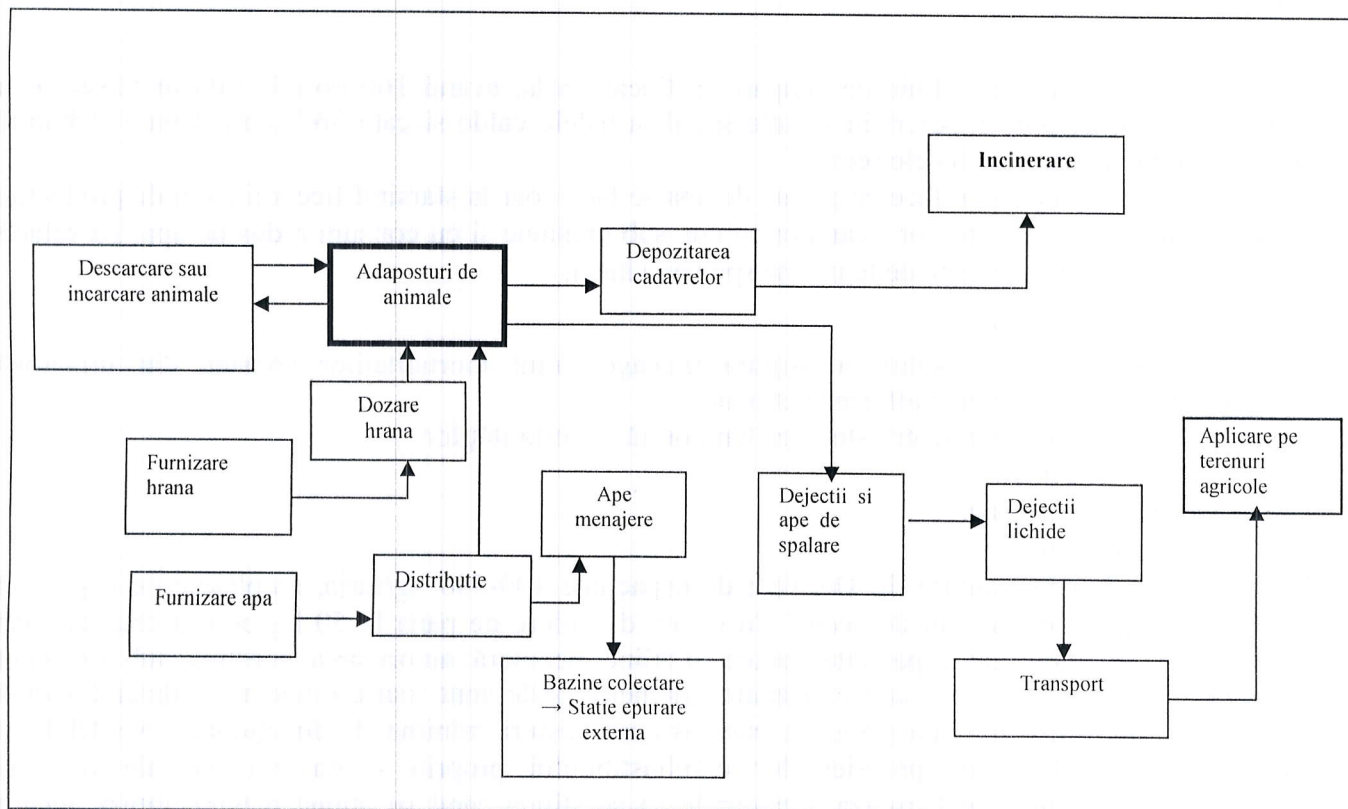 Incinerare
Descarcare sau
incarcare animale
Adaposturi de
animale
Depozitarea
cadavrelor
Dozare
hrana
Furnizare
hrana
Ape
menajere
Dejectii si
ape de
spalare
Dejectii
lichide
Aplicare pe
terenuri
agricole
Furnizare apa
Distributie
Bazine colectare
→ Statie epurare
externa
Transport